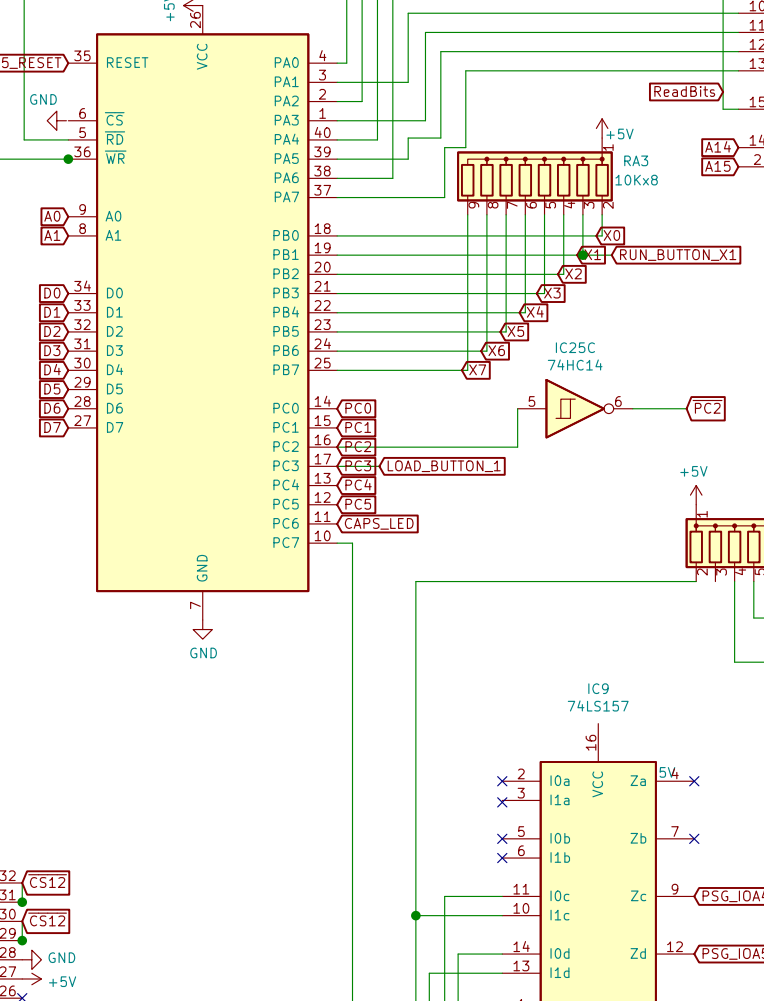 +5V
26
10
11
12
13
ReadBits
15
A14 14
A15 2
5_RESET 35 RESET
VCC
GND
6 CS
5 RD
36 WR
A0 9 A0
A1 8 A1
D0 34 D0
D1 33 D1
D2 32 D2
D3 31 D3
D4 30 D4
D5 29 D5
D6 28 D6
D7 27 D7
PA0 4
PA1 3
PA2 2
PA3 1
PA4 40
PA5 39
PA6 38
PA7 37
PB0 18 X0
PB1 19 X1 RUN_BUTTON_X1
PB2 20 X2
PB3 21 X3
PB4 22 X4
PB5 23 X5
PB6 24 X6
PB7 25 X7
PC0 14 PC0
PC1 15 PC1
PC2 16 PC2
PC3 17 PC3 LOAD_BUTTON_1
PC4 13 PC4
PC5 12 PC5
PC6 11 CAPS_LED
PC7 10
GND
7
GND
+5V
1
RA3
10Kx8
9 8 7 6 5 4 3 2
IC25C
74HC14
5 6 PC2
+5V
1
2 3 4 5
IC9
74LS157
16
VCC
5V
2 I0a Za 4
3 I1a
5 I0b Zb 7
6 I1b
11 I0c Zc 9 PSG_IOA4
10 I1c
14 I0d Zd 12 PSG_IOA5
13 I1d
32 CS12
31
30 CS12
29
28 GND
27 +5V
26